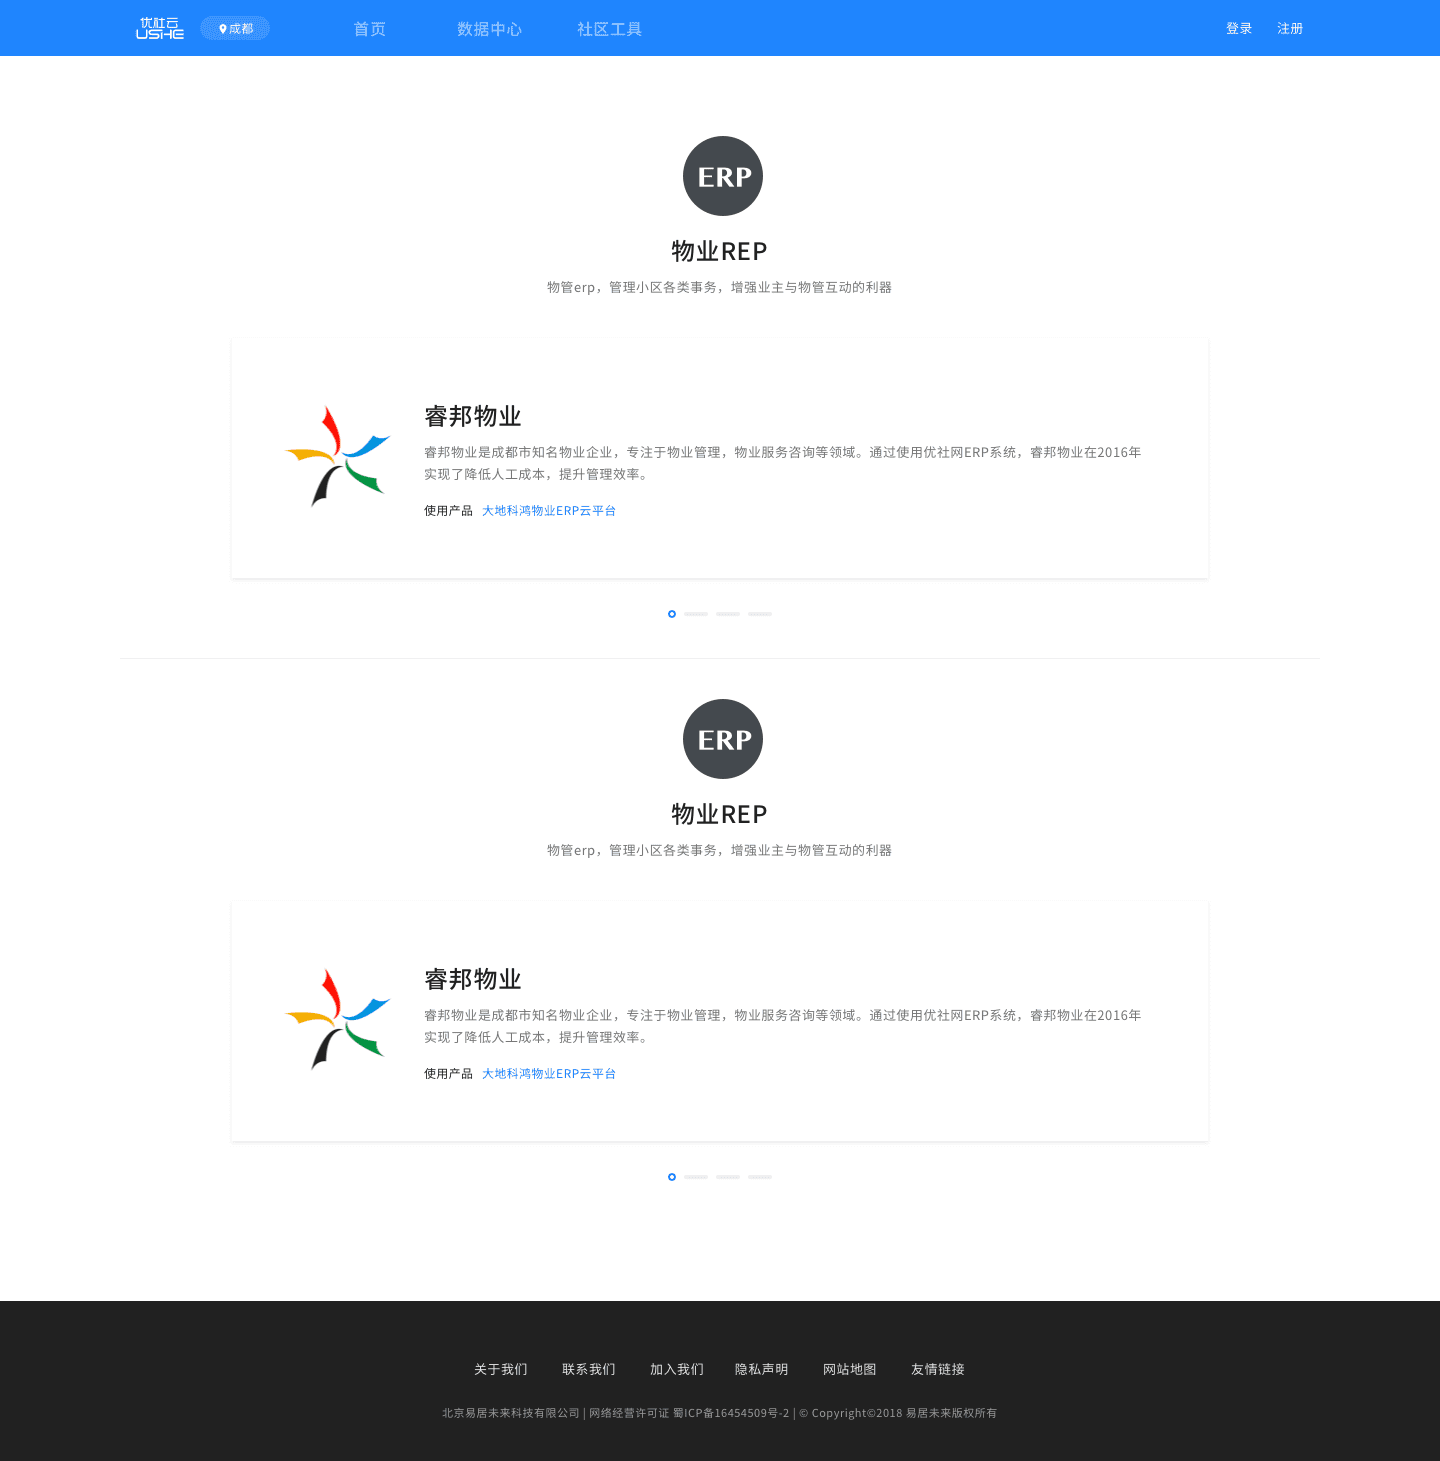 优社云
USHE
成都
首页
数据中心
社区工具
登录
注册
ERP
物业REP
物管erp，管理小区各类事务，增强业主与物管互动的利器
睿邦物业
睿邦物业是成都市知名物业企业，专注于物业管理，物业服务咨询等领域。通过使用优社网ERP系统，睿邦物业在2016年
实现了降低人工成本，提升管理效率。
使用产品 大地科鸿物业ERP云平台
ERP
物业REP
物管erp，管理小区各类事务，增强业主与物管互动的利器
睿邦物业
睿邦物业是成都市知名物业企业，专注于物业管理，物业服务咨询等领域。通过使用优社网ERP系统，睿邦物业在2016年
实现了降低人工成本，提升管理效率。
使用产品 大地科鸿物业ERP云平台
关于我们 联系我们 加入我们 隐私声明 网站地图 友情链接
北京易居未来科技有限公司 | 网络经营许可证 蜀ICP备16454509号-2 | © Copyright©2018 易居未来版权所有